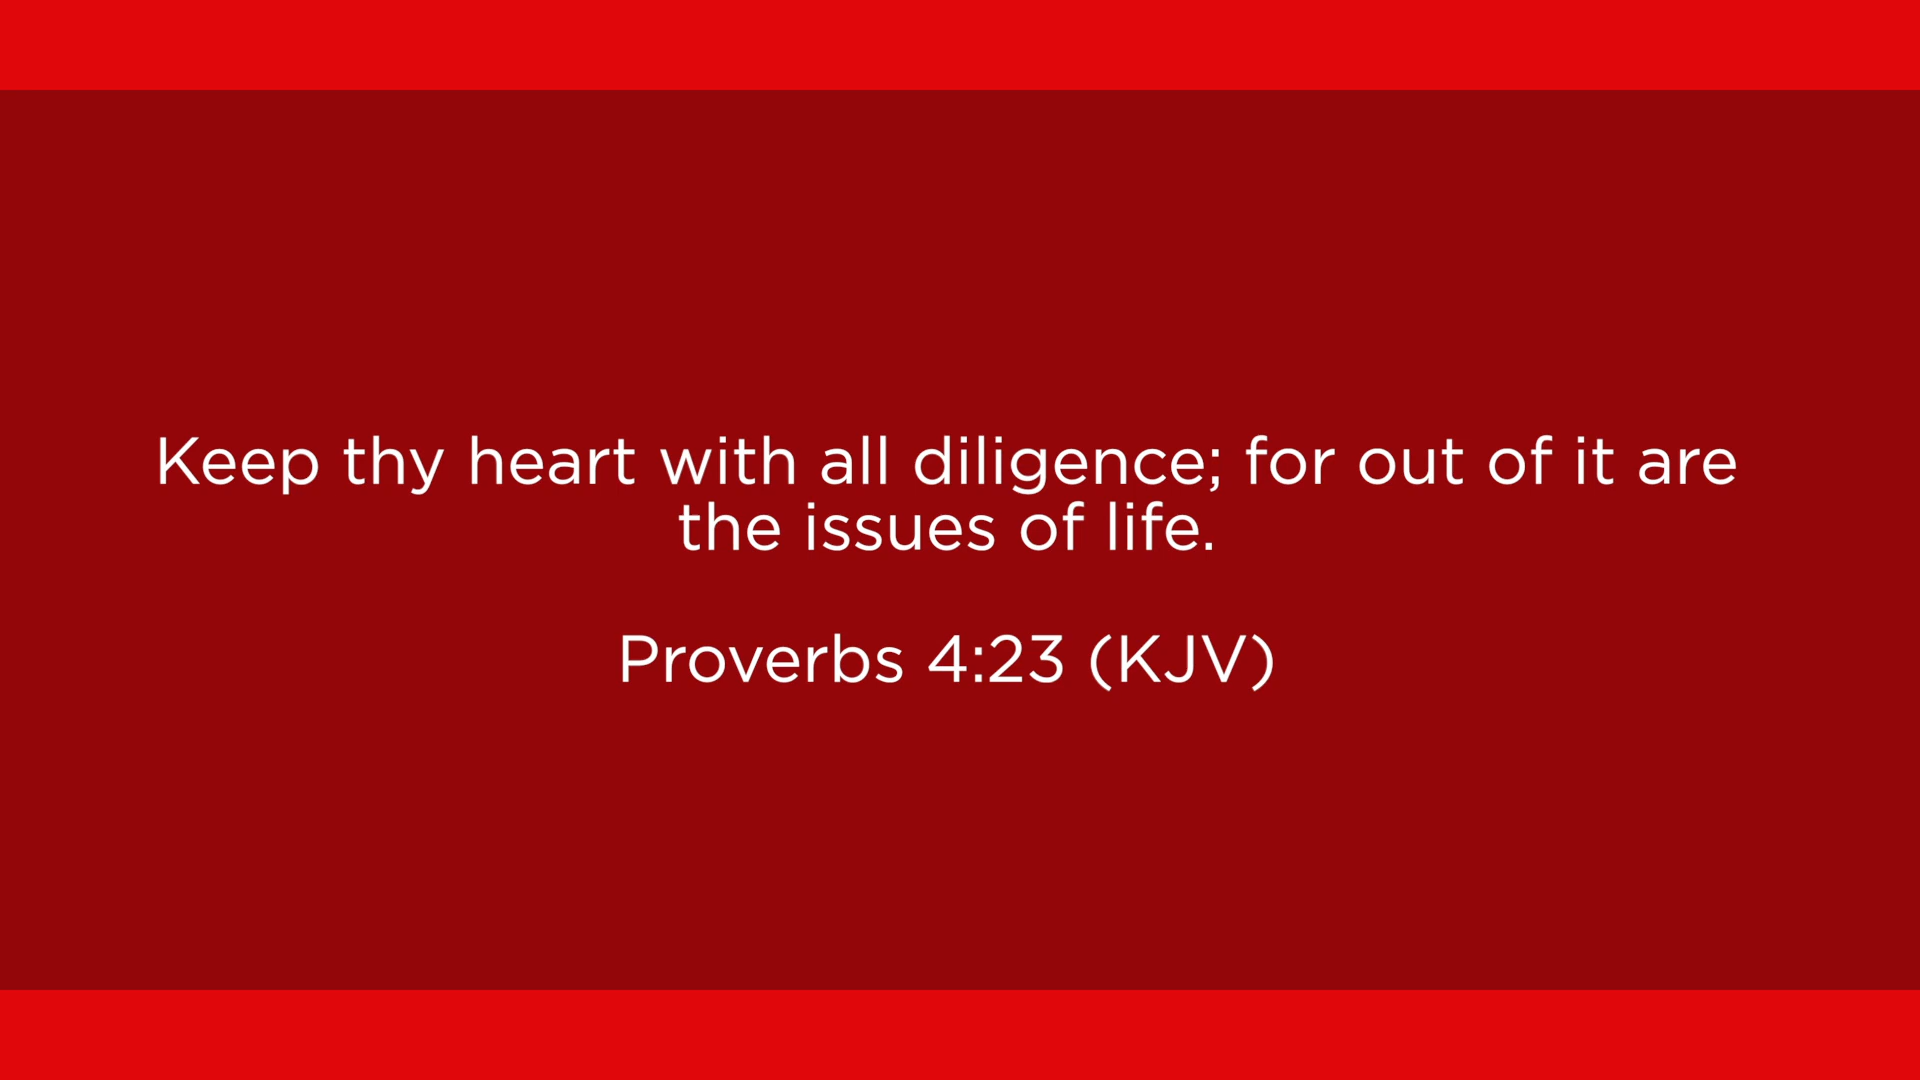 Keep thy heart with all diligence; for out of it are
the issues of life.
Proverbs 4:23 (KJV)